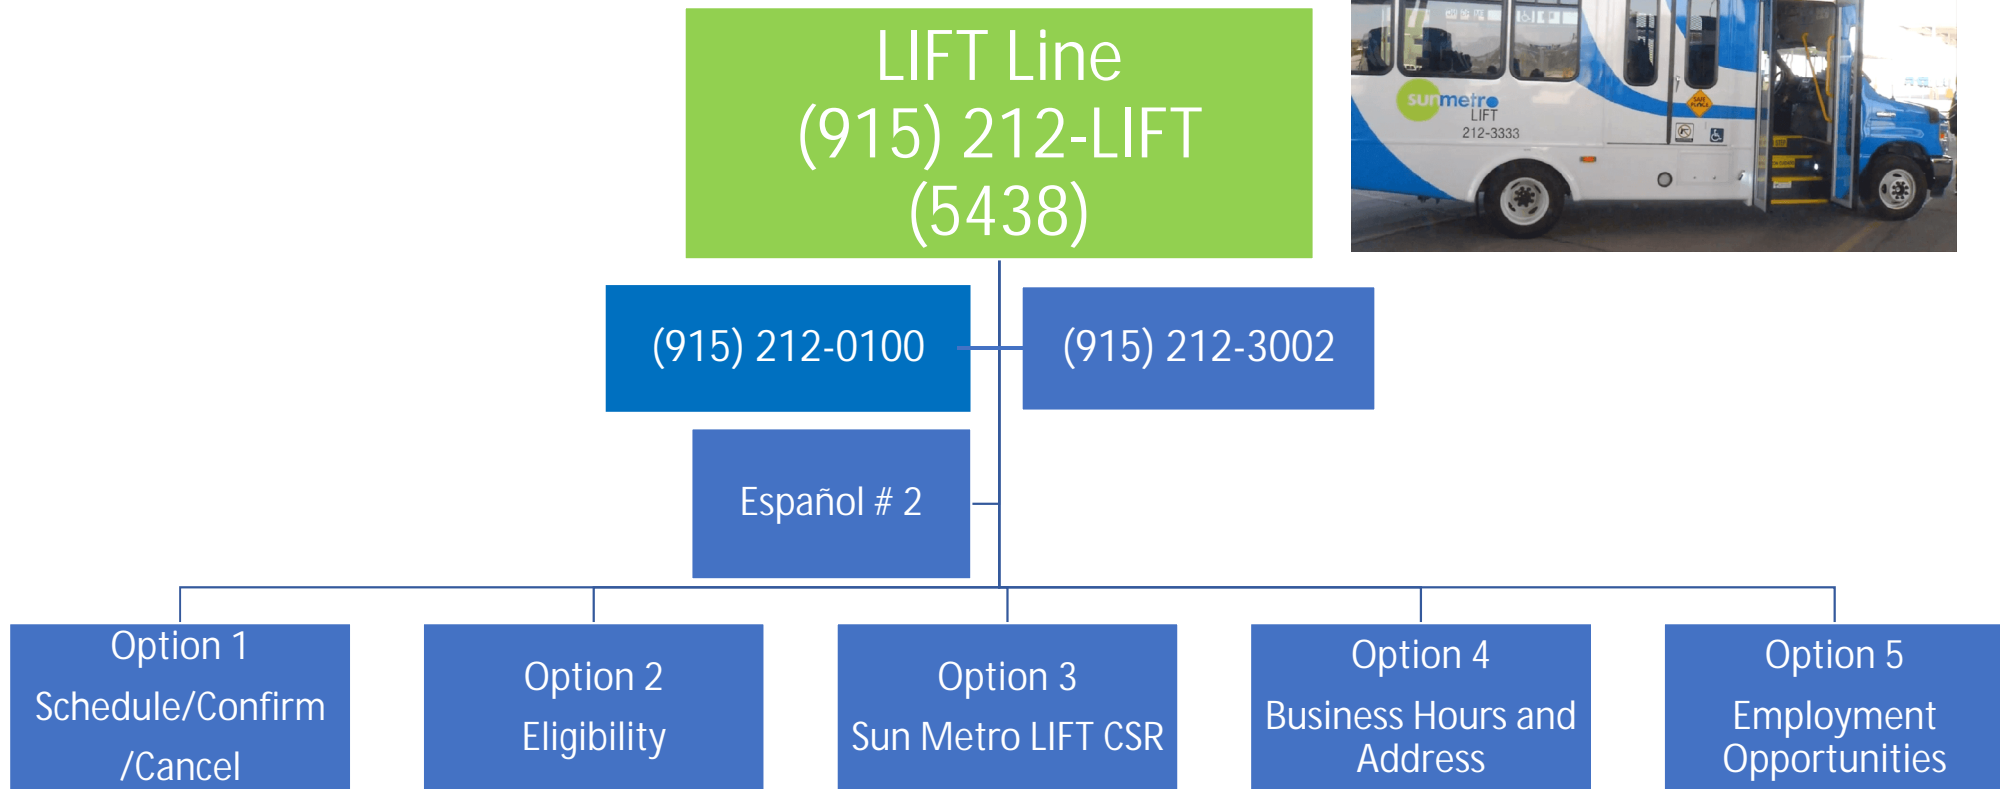 LIFT Line
(915) 212-LIFT
(5438)
sunmetro
LIFT
212-3333
SAFE
PLACE
(915) 212-0100
(915) 212-3002
Español # 2
Option 1
Schedule/Confirm
/Cancel
Option 2
Eligibility
Option 3
Sun Metro LIFT CSR
Option 4
Business Hours and
Address
Option 5
Employment
Opportunities